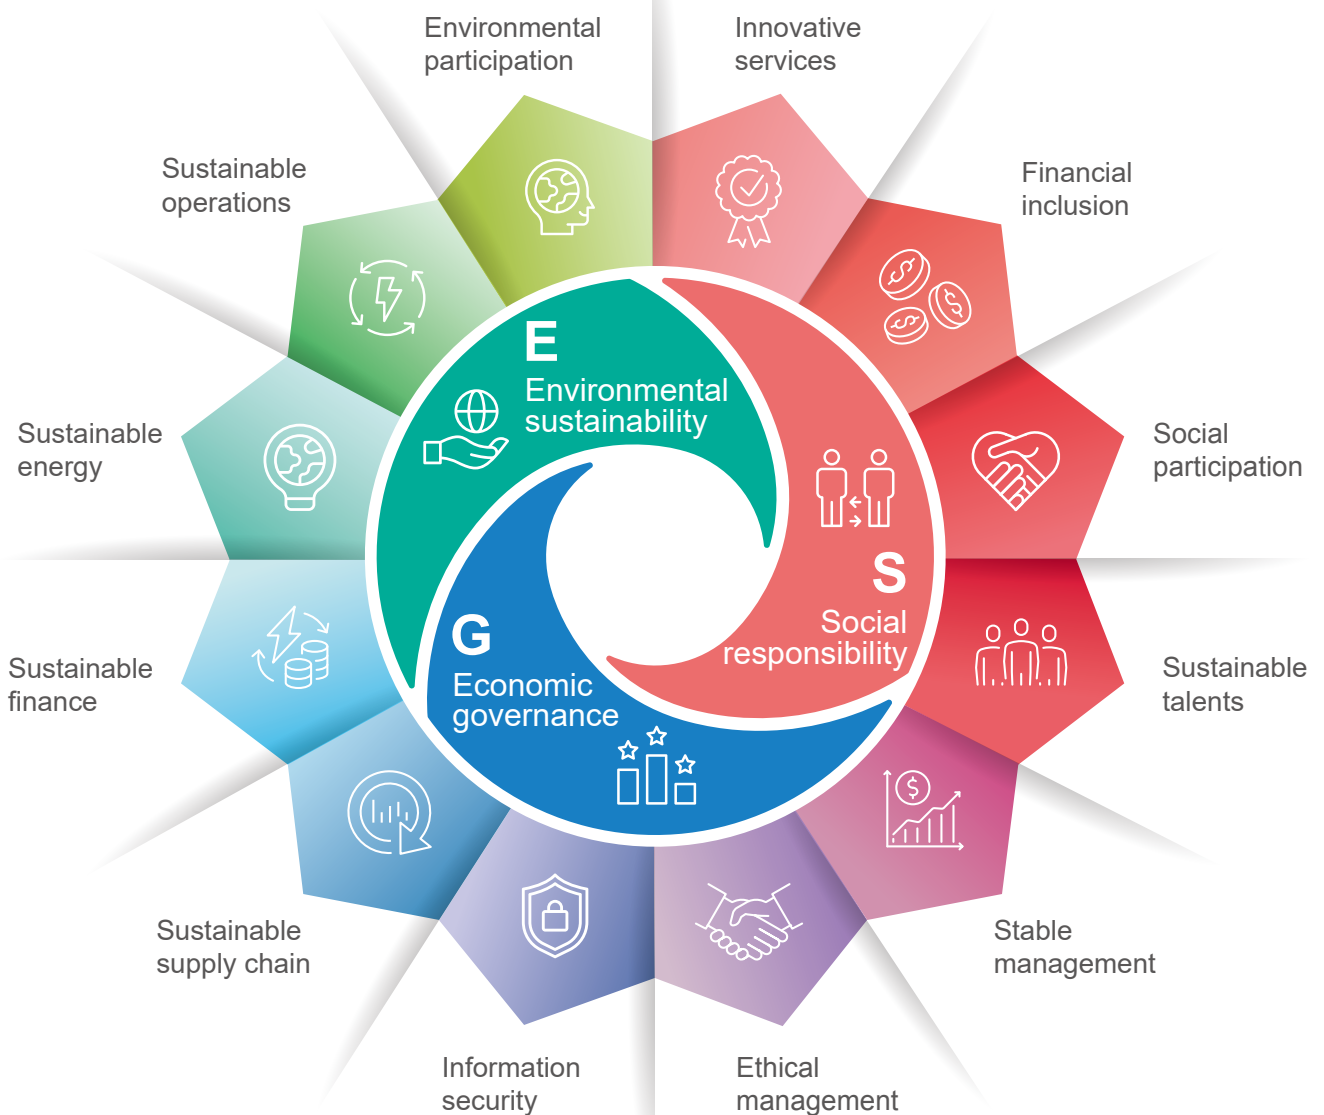 Environmental
participation
Innovative
services
Sustainable
operations
Financial
inclusion
E
Environmental
sustainability
Sustainable
energy
Social
participation
S
Social
responsibility
G
Economic
governance
Sustainable
finance
Sustainable
talents
$
Sustainable
supply chain
Stable
management
Information
security
Ethical
management